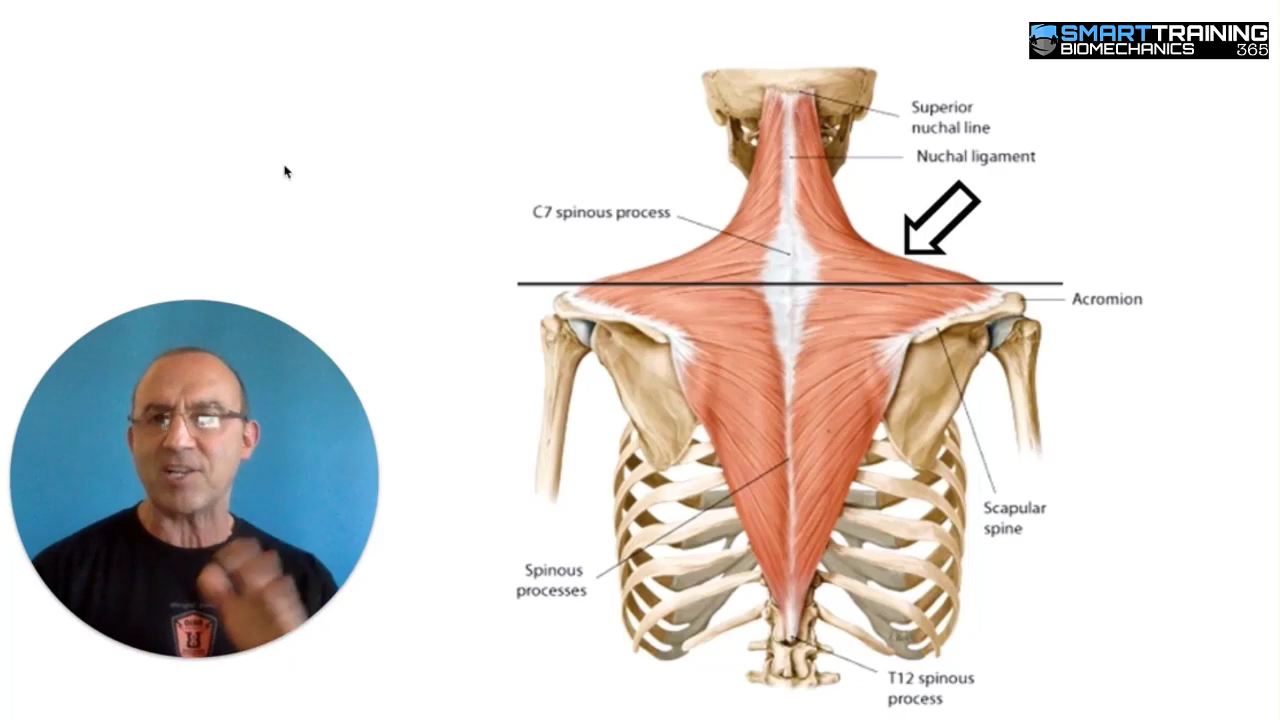 SMARTTRAINING
BIOMECHANICS 365
Superior
nuchal line
Nuchal ligament
C7 spinous process
Acromion
Scapular
spine
Spinous
processes
T12 spinous
process